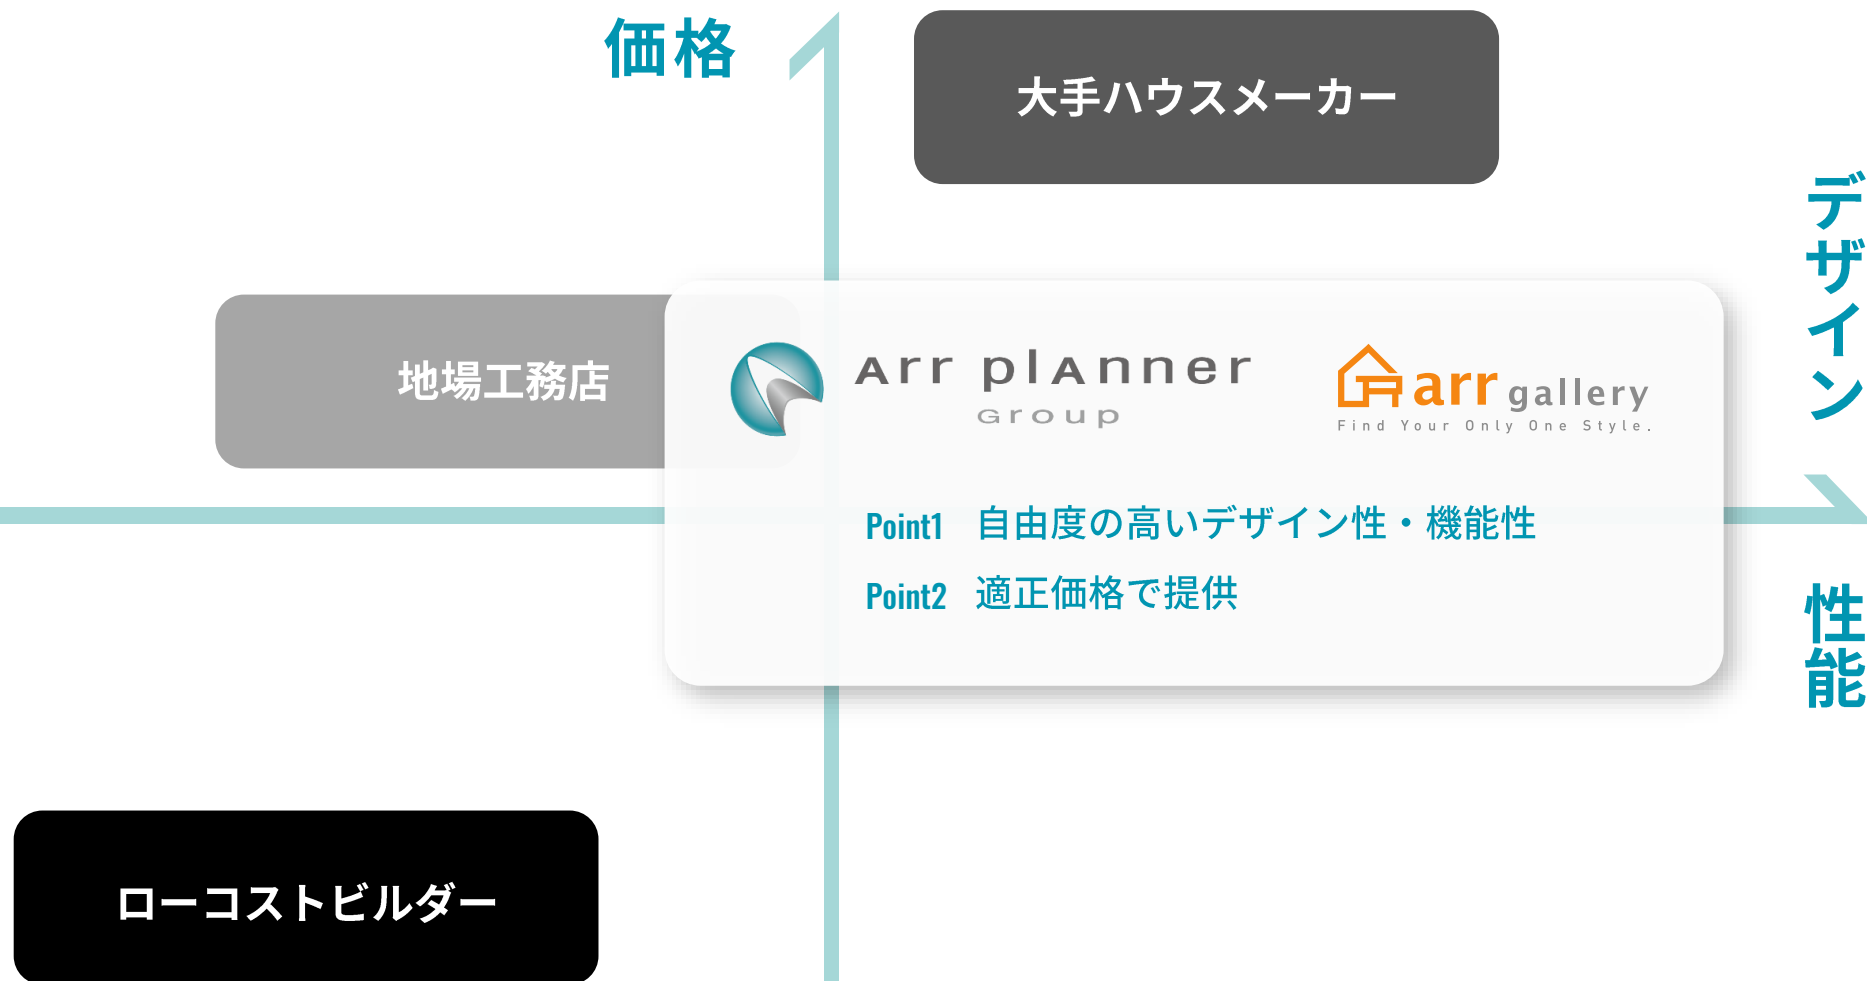 価格
大手ハウスメーカー
デザイン
地場工務店
Arr plAnner
Group
arr gallery
Find Your Only One Style.
Point1 自由度の高いデザイン性・機能性
Point2 適正価格で提供
性能
ローコストビルダー